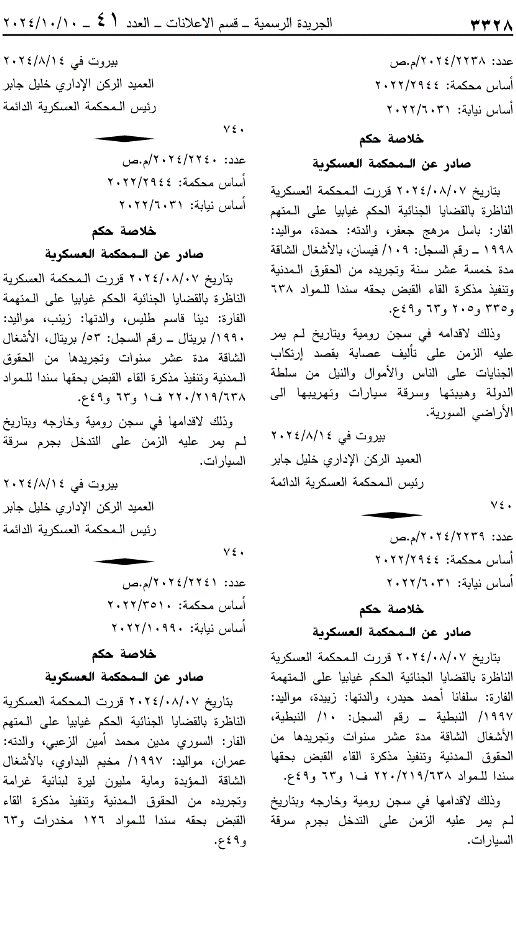 ٣٣٢٨
الجريدة الرسمية ــ قسم الاعلانات ــ العدد ٤١ ــ ٢٠٢٤/١٠/١٠
عدد: ٢٠٢٤/٢٢٣٨/م.ص
أساس محكمة: ٢٠٢٢/٢٩٤٤
أساس نيابة: ٢٠٢٢/٦٠٣١
خلاصة حكم
صادر عن المحكمة العسكرية
بتاريخ ٢٠٢٤/٠٨/٠٧ قررت المحكمة العسكرية
الناظرة بالقضايا الجنائية الحكم غيابيا على المتهم
الفار: باسل مرهج جعفر، والدته: حمدة، مواليد:
١٩٩٨ ــ رقم السجل: ١٠٩/ فيسان، بالأشغال الشاقة
مدة خمسة عشر سنة وتجريده من الحقوق المدنية
وتنفيذ مذكرة القاء القبض بحقه سندا للمواد ٦٣٨
و٣٣٥ و٢٠٥ و٦٣ و٤٩ع.
وذلك لاقدامه في سجن رومية وبتاريخ لم يمر
عليه الزمن على تأليف عصابة بقصد إرتكاب
الجنايات على الناس والأموال والنيل من سلطة
الدولة وهيبتها وسرقة سيارات وتهريبها الى
الأراضي السورية.
بيروت في ٢٠٢٤/٨/١٤
العميد الركن الإداري خليل جابر
رئيس المحكمة العسكرية الدائمة
٧٤٠
عدد: ٢٠٢٤/٢٢٣٩/م.ص
أساس محكمة: ٢٠٢٢/٢٩٤٤
أساس نيابة: ٢٠٢٢/٦٠٣١
خلاصة حكم
صادر عن المحكمة العسكرية
بتاريخ ٢٠٢٤/٠٨/٠٧ قررت المحكمة العسكرية
الناظرة بالقضايا الجنائية الحكم غيابيا على المتهمة
الفارة: سلفانا أحمد حيدر، والدتها: زبيدة، مواليد:
١٩٩٧/ النبطية ــ رقم السجل: ١٠/ النبطية،
الأشغال الشاقة مدة عشر سنوات وتجريدها من
الحقوق المدنية وتنفيذ مذكرة القاء القبض بحقها
سندا للمواد ٢٢٠/٢١٩/٦٣٨ ف١ و٦٣ و٤٩ع.
وذلك لاقدامها في سجن رومية وخارجه وبتاريخ
لم يمر عليه الزمن على التدخل بجرم سرقة
السيارات.
بيروت في ٢٠٢٤/٨/١٤
العميد الركن الإداري خليل جابر
رئيس المحكمة العسكرية الدائمة
٧٤٠
عدد: ٢٠٢٤/٢٢٤٠/م.ص
أساس محكمة: ٢٠٢٢/٢٩٤٤
أساس نيابة: ٢٠٢٢/٦٠٣١
خلاصة حكم
صادر عن المحكمة العسكرية
بتاريخ ٢٠٢٤/٠٨/٠٧ قررت المحكمة العسكرية
الناظرة بالقضايا الجنائية الحكم غيابيا على المتهمة
الفارة: دينا قاسم طليس، والدتها: زينب، مواليد:
١٩٩٠/ بريتال ــ رقم السجل: ٥٣/ بريتال، الأشغال
الشاقة مدة عشر سنوات وتجريدها من الحقوق
المدنية وتنفيذ مذكرة القاء القبض بحقها سندا للمواد
٢٢٠/٢١٩/٦٣٨ ف١ و٦٣ و٤٩ع.
وذلك لاقدامها في سجن رومية وخارجه وبتاريخ
لم يمر عليه الزمن على التدخل بجرم سرقة
السيارات.
بيروت في ٢٠٢٤/٨/١٤
العميد الركن الإداري خليل جابر
رئيس المحكمة العسكرية الدائمة
٧٤٠
عدد: ٢٠٢٤/٢٢٤١/م.ص
أساس محكمة: ٢٠٢٢/٣٥١٠
أساس نيابة: ٢٠٢٢/١٠٩٩٠
خلاصة حكم
صادر عن المحكمة العسكرية
بتاريخ ٢٠٢٤/٠٨/٠٧ قررت المحكمة العسكرية
الناظرة بالقضايا الجنائية الحكم غيابيا على المتهم
الفار: السوري مدين محمد أمين الزعبي، والدته:
عمران، مواليد: ١٩٩٧/ مخيم البداوي، بالأشغال
الشاقة المؤبدة وماية مليون ليرة لبنانية غرامة
وتجريده من الحقوق المدنية وتنفيذ مذكرة القاء
القبض بحقه سندا للمواد ١٢٦ مخدرات و٦٣
و٤٩ع.